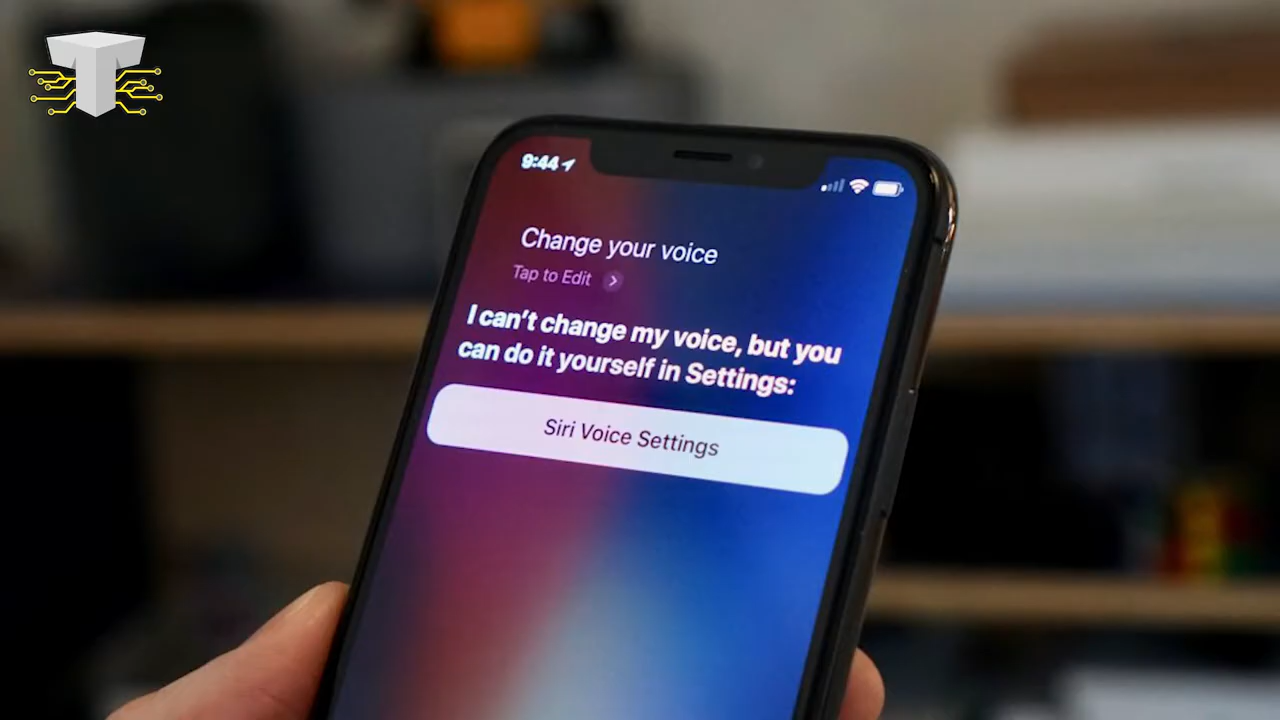 9:44
Change your voice
Tap to Edit
I can't change my voice, but you
can do it yourself in Settings:
Siri Voice Settings